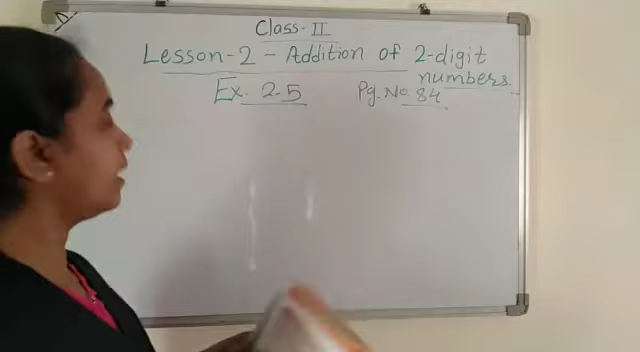 Class - II
Lesson-2 - Addition of 2-digit
numbers.
Ex. 2.5 Pg. No. 84